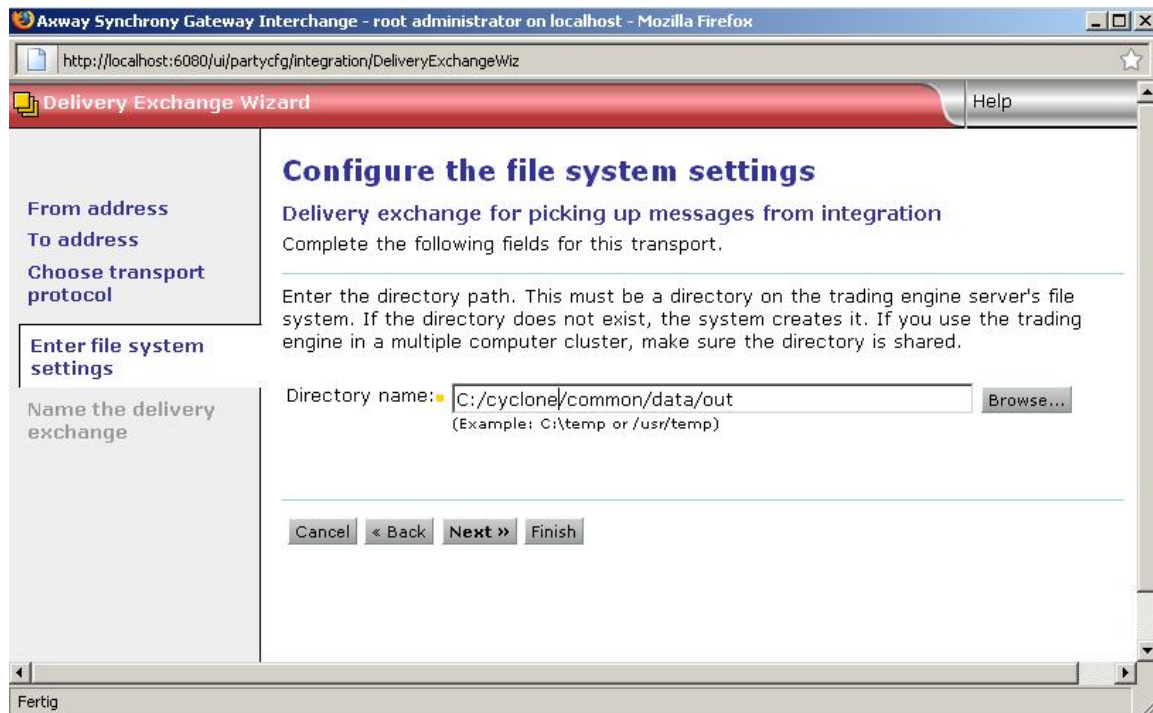 Axway Synchrony Gateway Interchange - root administrator on localhost - Mozilla Firefox
http://localhost:6080/ui/partycfg/integration/DeliveryExchangeWiz
Delivery Exchange Wizard
Help
From address
To address
Choose transport
protocol
Enter file system
settings
Name the delivery
exchange
Configure the file system settings
Delivery exchange for picking up messages from integration
Complete the following fields for this transport.
Enter the directory path. This must be a directory on the trading engine server's file
system. If the directory does not exist, the system creates it. If you use the trading
engine in a multiple computer cluster, make sure the directory is shared.
Directory name: C:/cyclone/common/data/out Browse...
(Example: C:\temp or /usr/temp)
Cancel « Back Next » Finish
Fertig